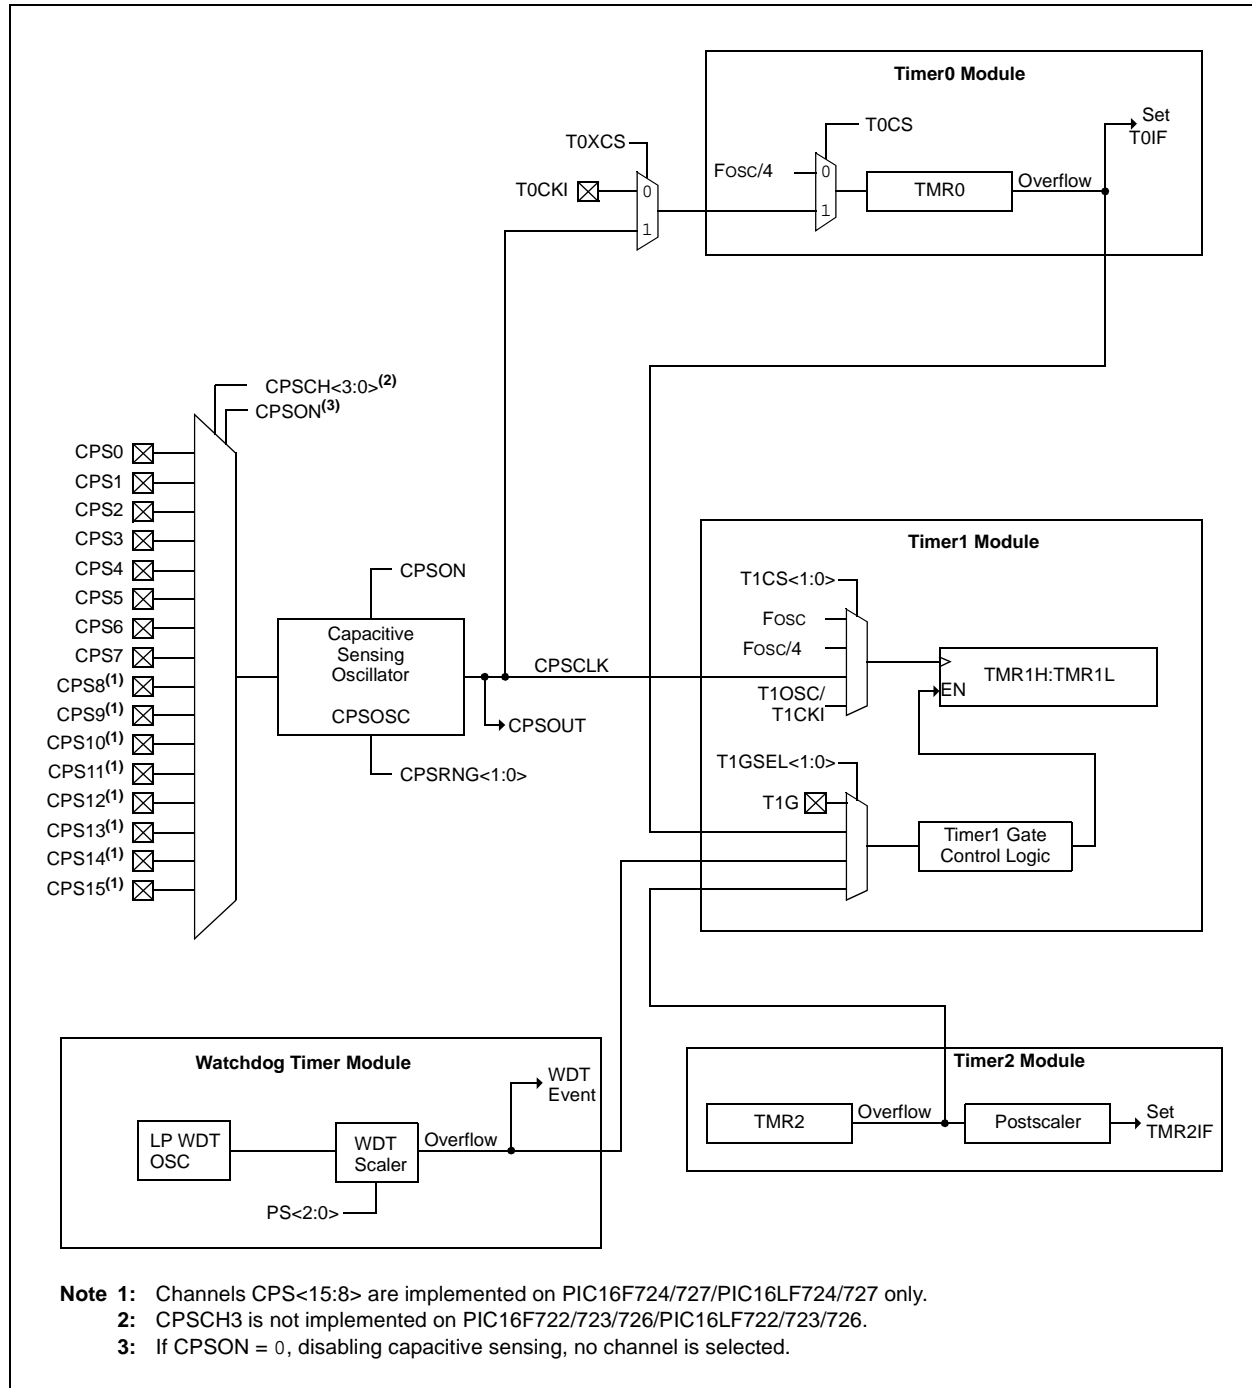 Timer0 Module
Set
T0IF
T0CS
T0XCS
FOSC/4
0
T0CKI
0
TMR0
Overflow
1
1
CPSCH<3:0>(2)
CPSON(3)
CPS0
CPS1
CPS2
CPS3
CPS4
CPS5
CPS6
CPS7
CPS8(1)
CPS9(1)
CPS10(1)
CPS11(1)
CPS12(1)
CPS13(1)
CPS14(1)
CPS15(1)
CPSON
Capacitive
Sensing
Oscillator
CPSOSC
CPSCLK
CPSOUT
CPSRNG<1:0>
Timer1 Module
T1CS<1:0>
FOSC
FOSC/4
T1OSC/
T1CKI
EN
TMR1H:TMR1L
T1GSEL<1:0>
T1G
Timer1 Gate
Control Logic
Watchdog Timer Module
WDT
Event
LP WDT
OSC
WDT
Scaler
Overflow
PS<2:0>
Timer2 Module
TMR2
Overflow
Postscaler
Set
TMR2IF
Note 1: Channels CPS<15:8> are implemented on PIC16F724/727/PIC16LF724/727 only.
2: CPSCH3 is not implemented on PIC16F722/723/726/PIC16LF722/723/726.
3: If CPSON = 0, disabling capacitive sensing, no channel is selected.